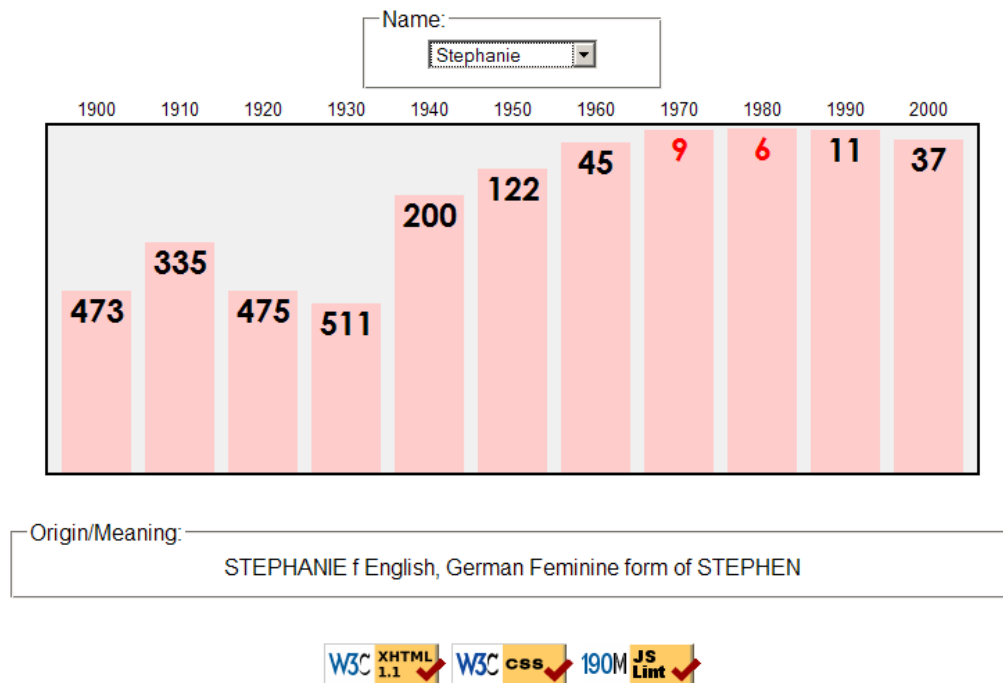 Name:
Stephanie
1900 1910 1920 1930 1940 1950 1960 1970 1980 1990 2000
473 335 475 511 200 122 45 9 6 11 37
Origin/Meaning:
STEPHANIE f English, German Feminine form of STEPHEN
W3C XHTML 1.1 W3C css 190M JS Lint